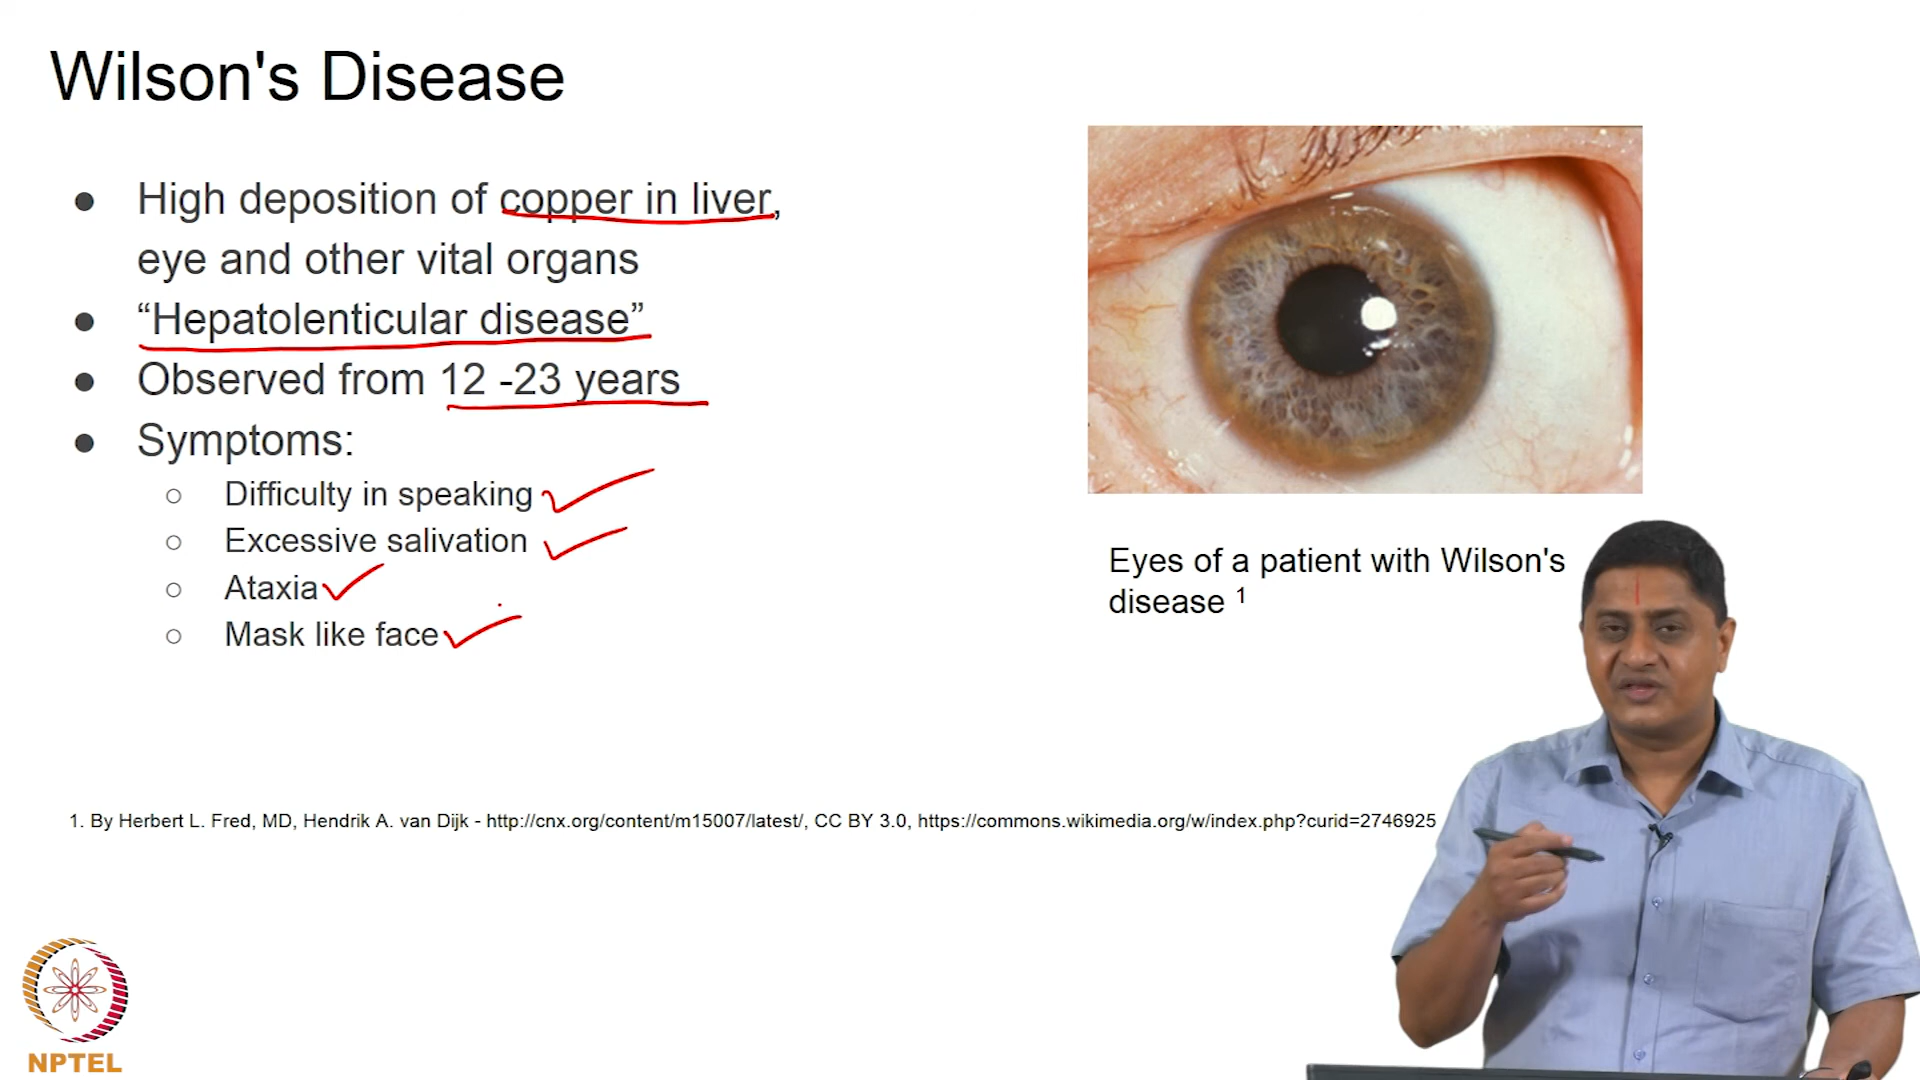 Wilson's Disease
● High deposition of copper in liver,
eye and other vital organs
● “Hepatolenticular disease”
● Observed from 12 -23 years
● Symptoms:
○ Difficulty in speaking
○ Excessive salivation
○ Ataxia
○ Mask like face
Eyes of a patient with Wilson's
disease 1
1. By Herbert L. Fred, MD, Hendrik A. van Dijk - http://cnx.org/content/m15007/latest/, CC BY 3.0, https://commons.wikimedia.org/w/index.php?curid=2746925
NPTEL